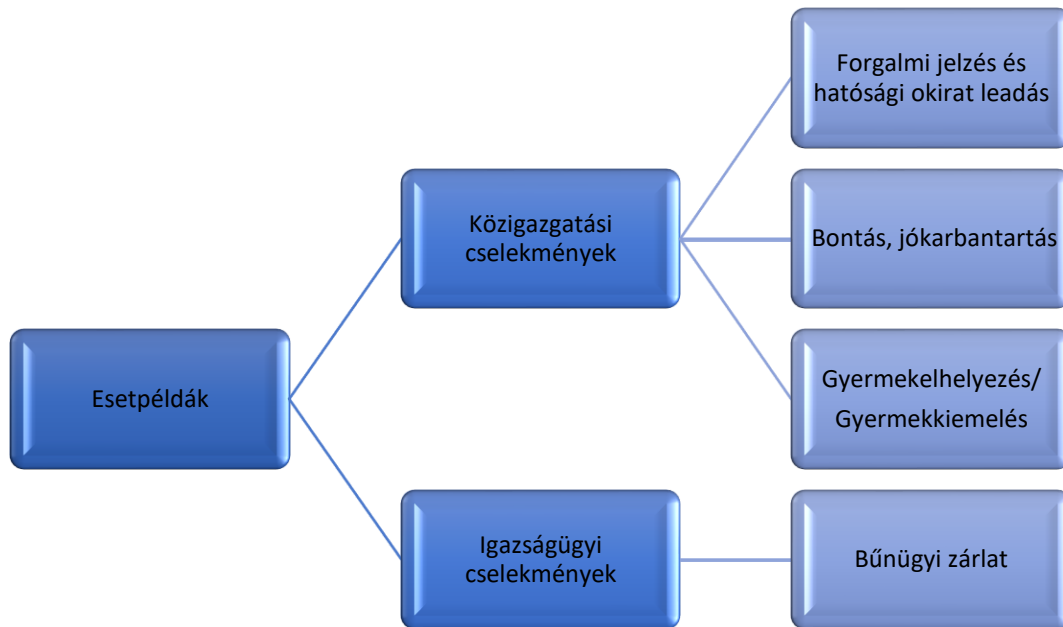 Esetpéldák
Közigazgatási
cselekmények
Forgalmi jelzés és
hatósági okirat leadás
Bontás, jókarbantartás
Gyermekelhelyezés/
Gyermekkiemelés
Igazságügyi
cselekmények
Bűnügyi zárlat